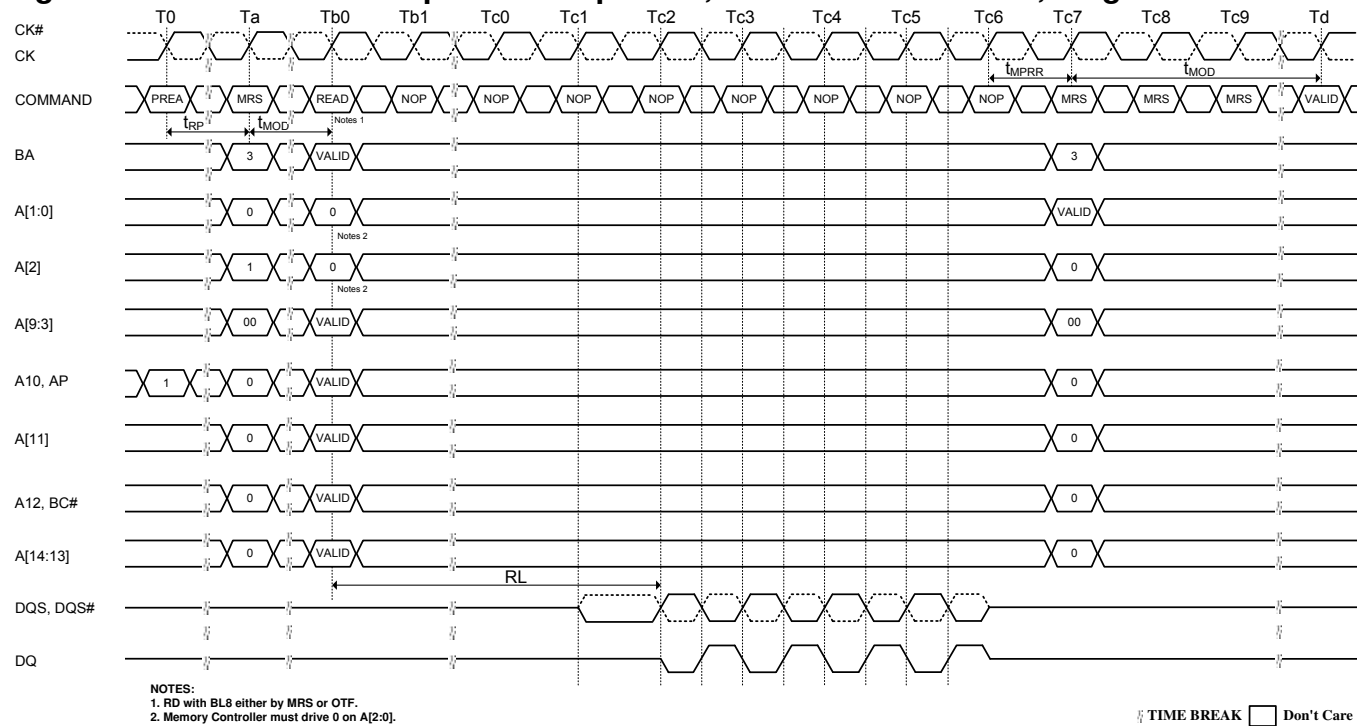 T0 Ta Tb0 Tb1 Tc0 Tc1 Tc2 Tc3 Tc4 Tc5 Tc6 Tc7 Tc8 Tc9 Td
CK#
CK
tMPRR tMOD
COMMAND PREA MRS READ NOP NOP NOP NOP NOP NOP NOP NOP MRS MRS MRS VALID
Notes 1
tRP tMOD
BA 3 VALID 3
A[1:0] 0 0 VALID
Notes 2
A[2] 1 0 0
Notes 2
A[9:3] 00 VALID 00
A10, AP 1 0 VALID 0
A[11] 0 VALID 0
A12, BC# 0 VALID 0
A[14:13] 0 VALID 0
RL
DQS, DQS#
DQ
NOTES:
1. RD with BL8 either by MRS or OTF.
2. Memory Controller must drive 0 on A[2:0].
TIME BREAK Don't Care